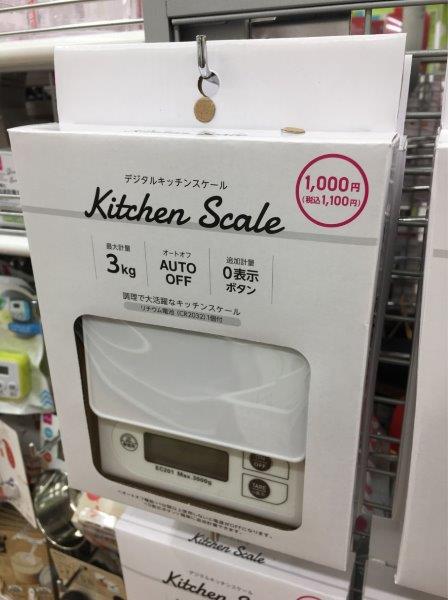 デジタルキッチンスケール
Kitchen Scale
1,000円
(税込1,100円)
最大計量
3kg
オートオフ
AUTO
OFF
追加計量
0表示
ボタン
調理で大活躍なキッチンスケール
リチウム電池(CR2032)1個付
EC201 Max.3000g
ON
OFF
TARE
Kitchen Scale
デジタルキッチンスケール
Kitchen Scale